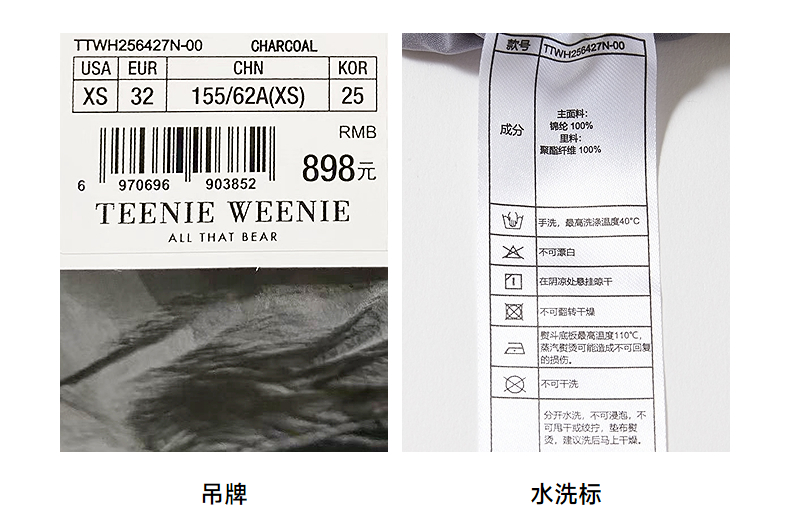 TTWH256427N-00 CHARCOAL
USA EUR CHN KOR
XS 32 155/62A(XS) 25
RMB
898元
6 970696 903852
TEENIE WEENIE
ALL THAT BEAR
吊牌
款号 TTWH256427N-00
成分
主面料:
锦纶 100%
里料:
聚酯纤维 100%
手洗，最高洗涤温度40°C
不可漂白
在阴凉处悬挂晾干
不可翻转干燥
熨斗底板最高温度110℃，
蒸汽熨烫可能造成不可回复
的损伤。
不可干洗
分开水洗，不可浸泡，不
可甩干或绞拧，垫布熨
烫，建议洗后马上干燥。
水洗标